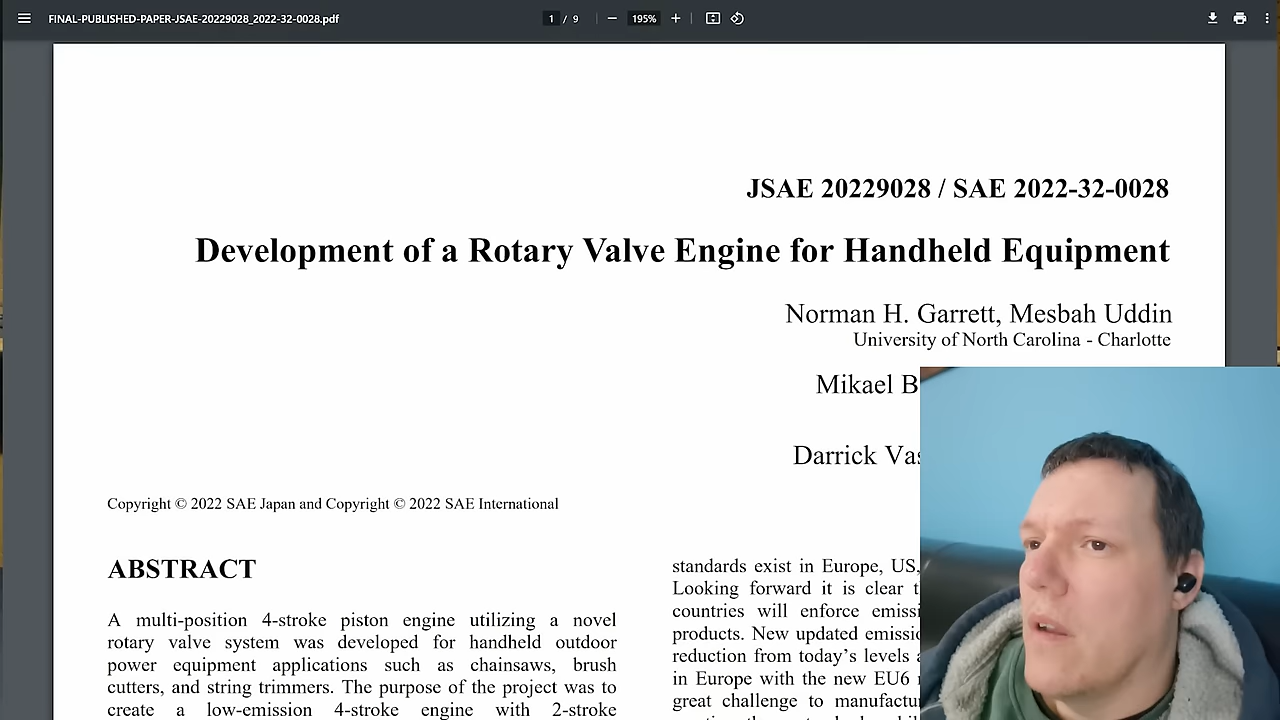 FINAL-PUBLISHED-PAPER-JSAE-20229028_2022-32-0028.pdf
1 / 9
195%
JSAE 20229028 / SAE 2022-32-0028
Development of a Rotary Valve Engine for Handheld Equipment
Norman H. Garrett, Mesbah Uddin
University of North Carolina - Charlotte
Mikael B
Darrick Vas
Copyright © 2022 SAE Japan and Copyright © 2022 SAE International
ABSTRACT
A multi-position 4-stroke piston engine utilizing a novel
rotary valve system was developed for handheld outdoor
power equipment applications such as chainsaws, brush
cutters, and string trimmers. The purpose of the project was to
create a low-emission 4-stroke engine with 2-stroke
standards exist in Europe, US,
Looking forward it is clear t
countries will enforce emissi
products. New updated emissio
reduction from today's levels
in Europe with the new EU6
great challenge to manufactur